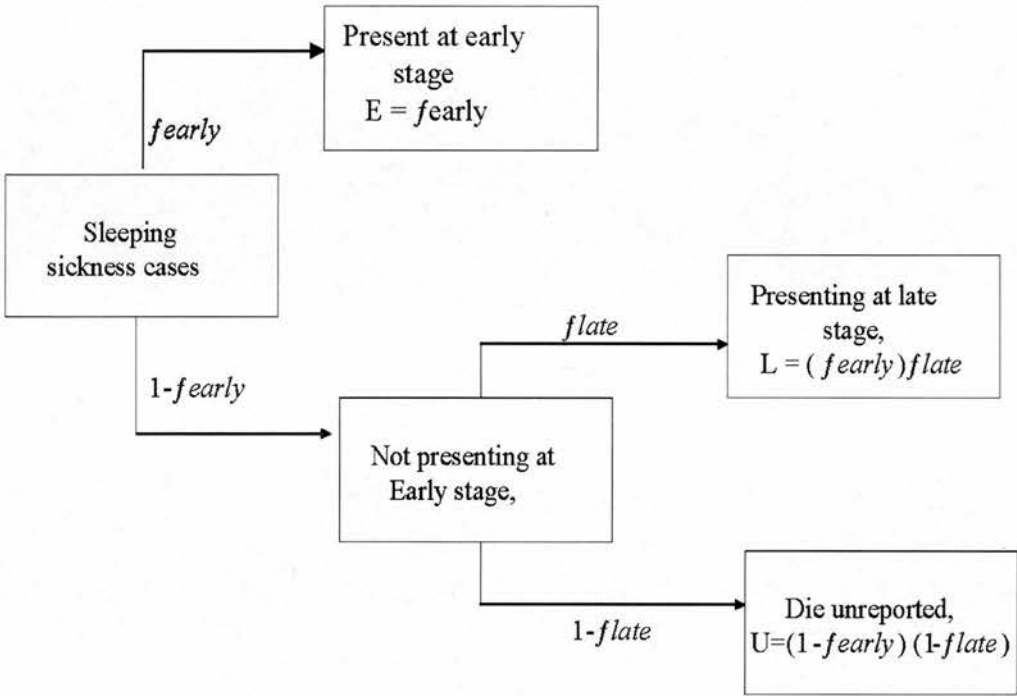 Present at early
stage
E = fearly
fearly
Sleeping
sickness cases
1-fearly
flate
Presenting at late
stage,
L = (fearly)flate
Not presenting at
Early stage,
1-flate
Die unreported,
U=(1-fearly) (1-flate)